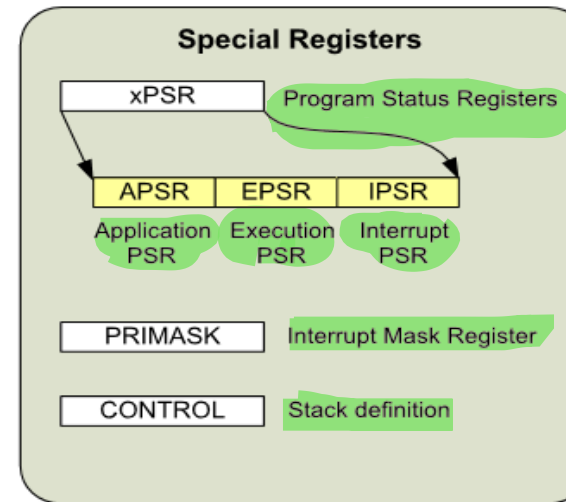 Special Registers
xPSR Program Status Registers
APSR EPSR IPSR
Application Execution Interrupt
PSR PSR PSR
PRIMASK Interrupt Mask Register
CONTROL Stack definition